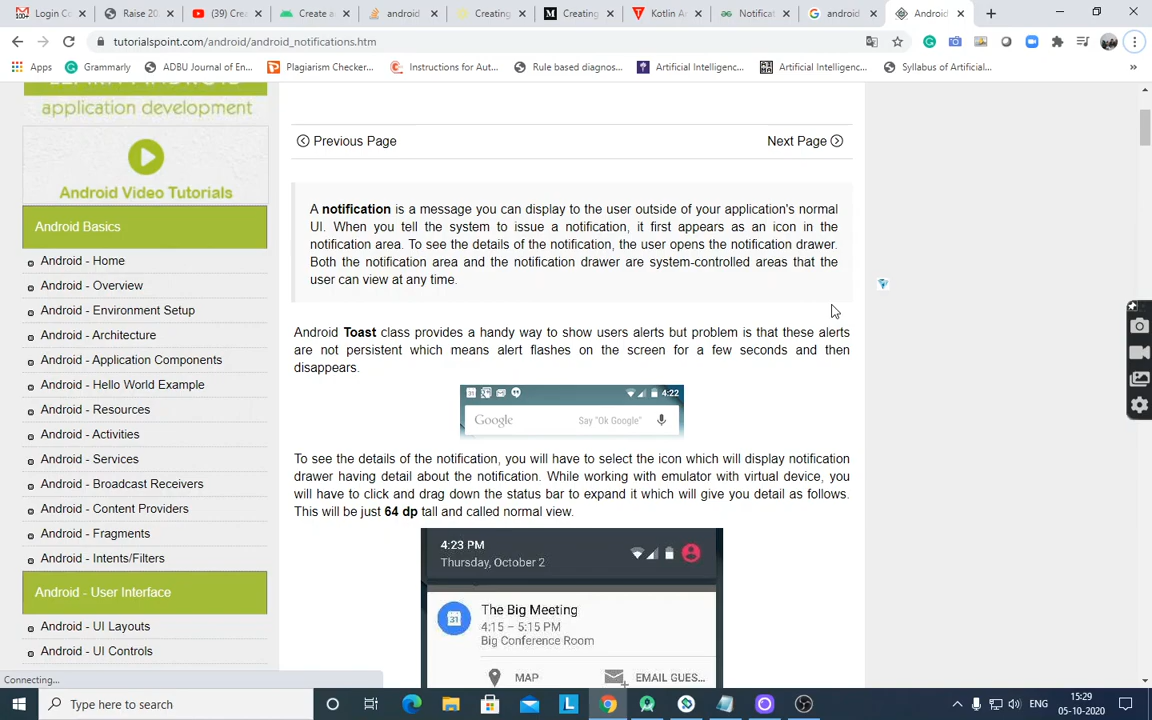 Login C
Raise 20
(39) Cre
Create a
android
Creating
Creating
Kotlin A
Notificat
android
Android
tutorialspoint.com/android/android_notifications.htm
Apps
Grammarly
ADBU Journal of En...
Plagiarism Checker...
Instructions for Aut...
Rule based diagnos...
Artificial Intelligenc...
Artificial Intelligenc...
Syllabus of Artificial...
»
application development
Android Video Tutorials
Android Basics
Android - Home
Android - Overview
Android - Environment Setup
Android - Architecture
Android - Application Components
Android - Hello World Example
Android - Resources
Android - Activities
Android - Services
Android - Broadcast Receivers
Android - Content Providers
Android - Fragments
Android - Intents/Filters
Android - User Interface
Android - UI Layouts
Android - UI Controls
Previous Page
Next Page
A notification is a message you can display to the user outside of your application's normal
UI. When you tell the system to issue a notification, it first appears as an icon in the
notification area. To see the details of the notification, the user opens the notification drawer.
Both the notification area and the notification drawer are system-controlled areas that the
user can view at any time.
Android Toast class provides a handy way to show users alerts but problem is that these alerts
are not persistent which means alert flashes on the screen for a few seconds and then
disappears.
31
4:22
Google
Say "Ok Google"
To see the details of the notification, you will have to select the icon which will display notification
drawer having detail about the notification. While working with emulator with virtual device, you
will have to click and drag down the status bar to expand it which will give you detail as follows.
This will be just 64 dp tall and called normal view.
4:23 PM
Thursday, October 2
31
The Big Meeting
4:15 – 5:15 PM
Big Conference Room
MAP
EMAIL GUES...
Connecting...
Type here to search
ENG
15:29
05-10-2020